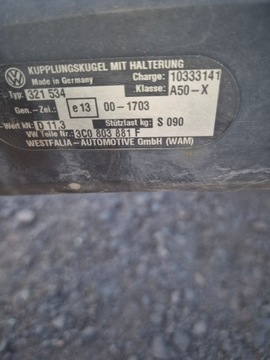 KUPPLUNGSKUGEL MIT HALTERUNG
Made in Germany Charge: 10333141
Typ: 321 534 Klasse: A50-X
Gen.-Zei.: e 13 00-1703
-Wert kN: D 11,3 Stützlast kg: S 090
VW Teile Nr.: 3C0 803 881 F
WESTFALIA-AUTOMOTIVE GmbH (WAM)